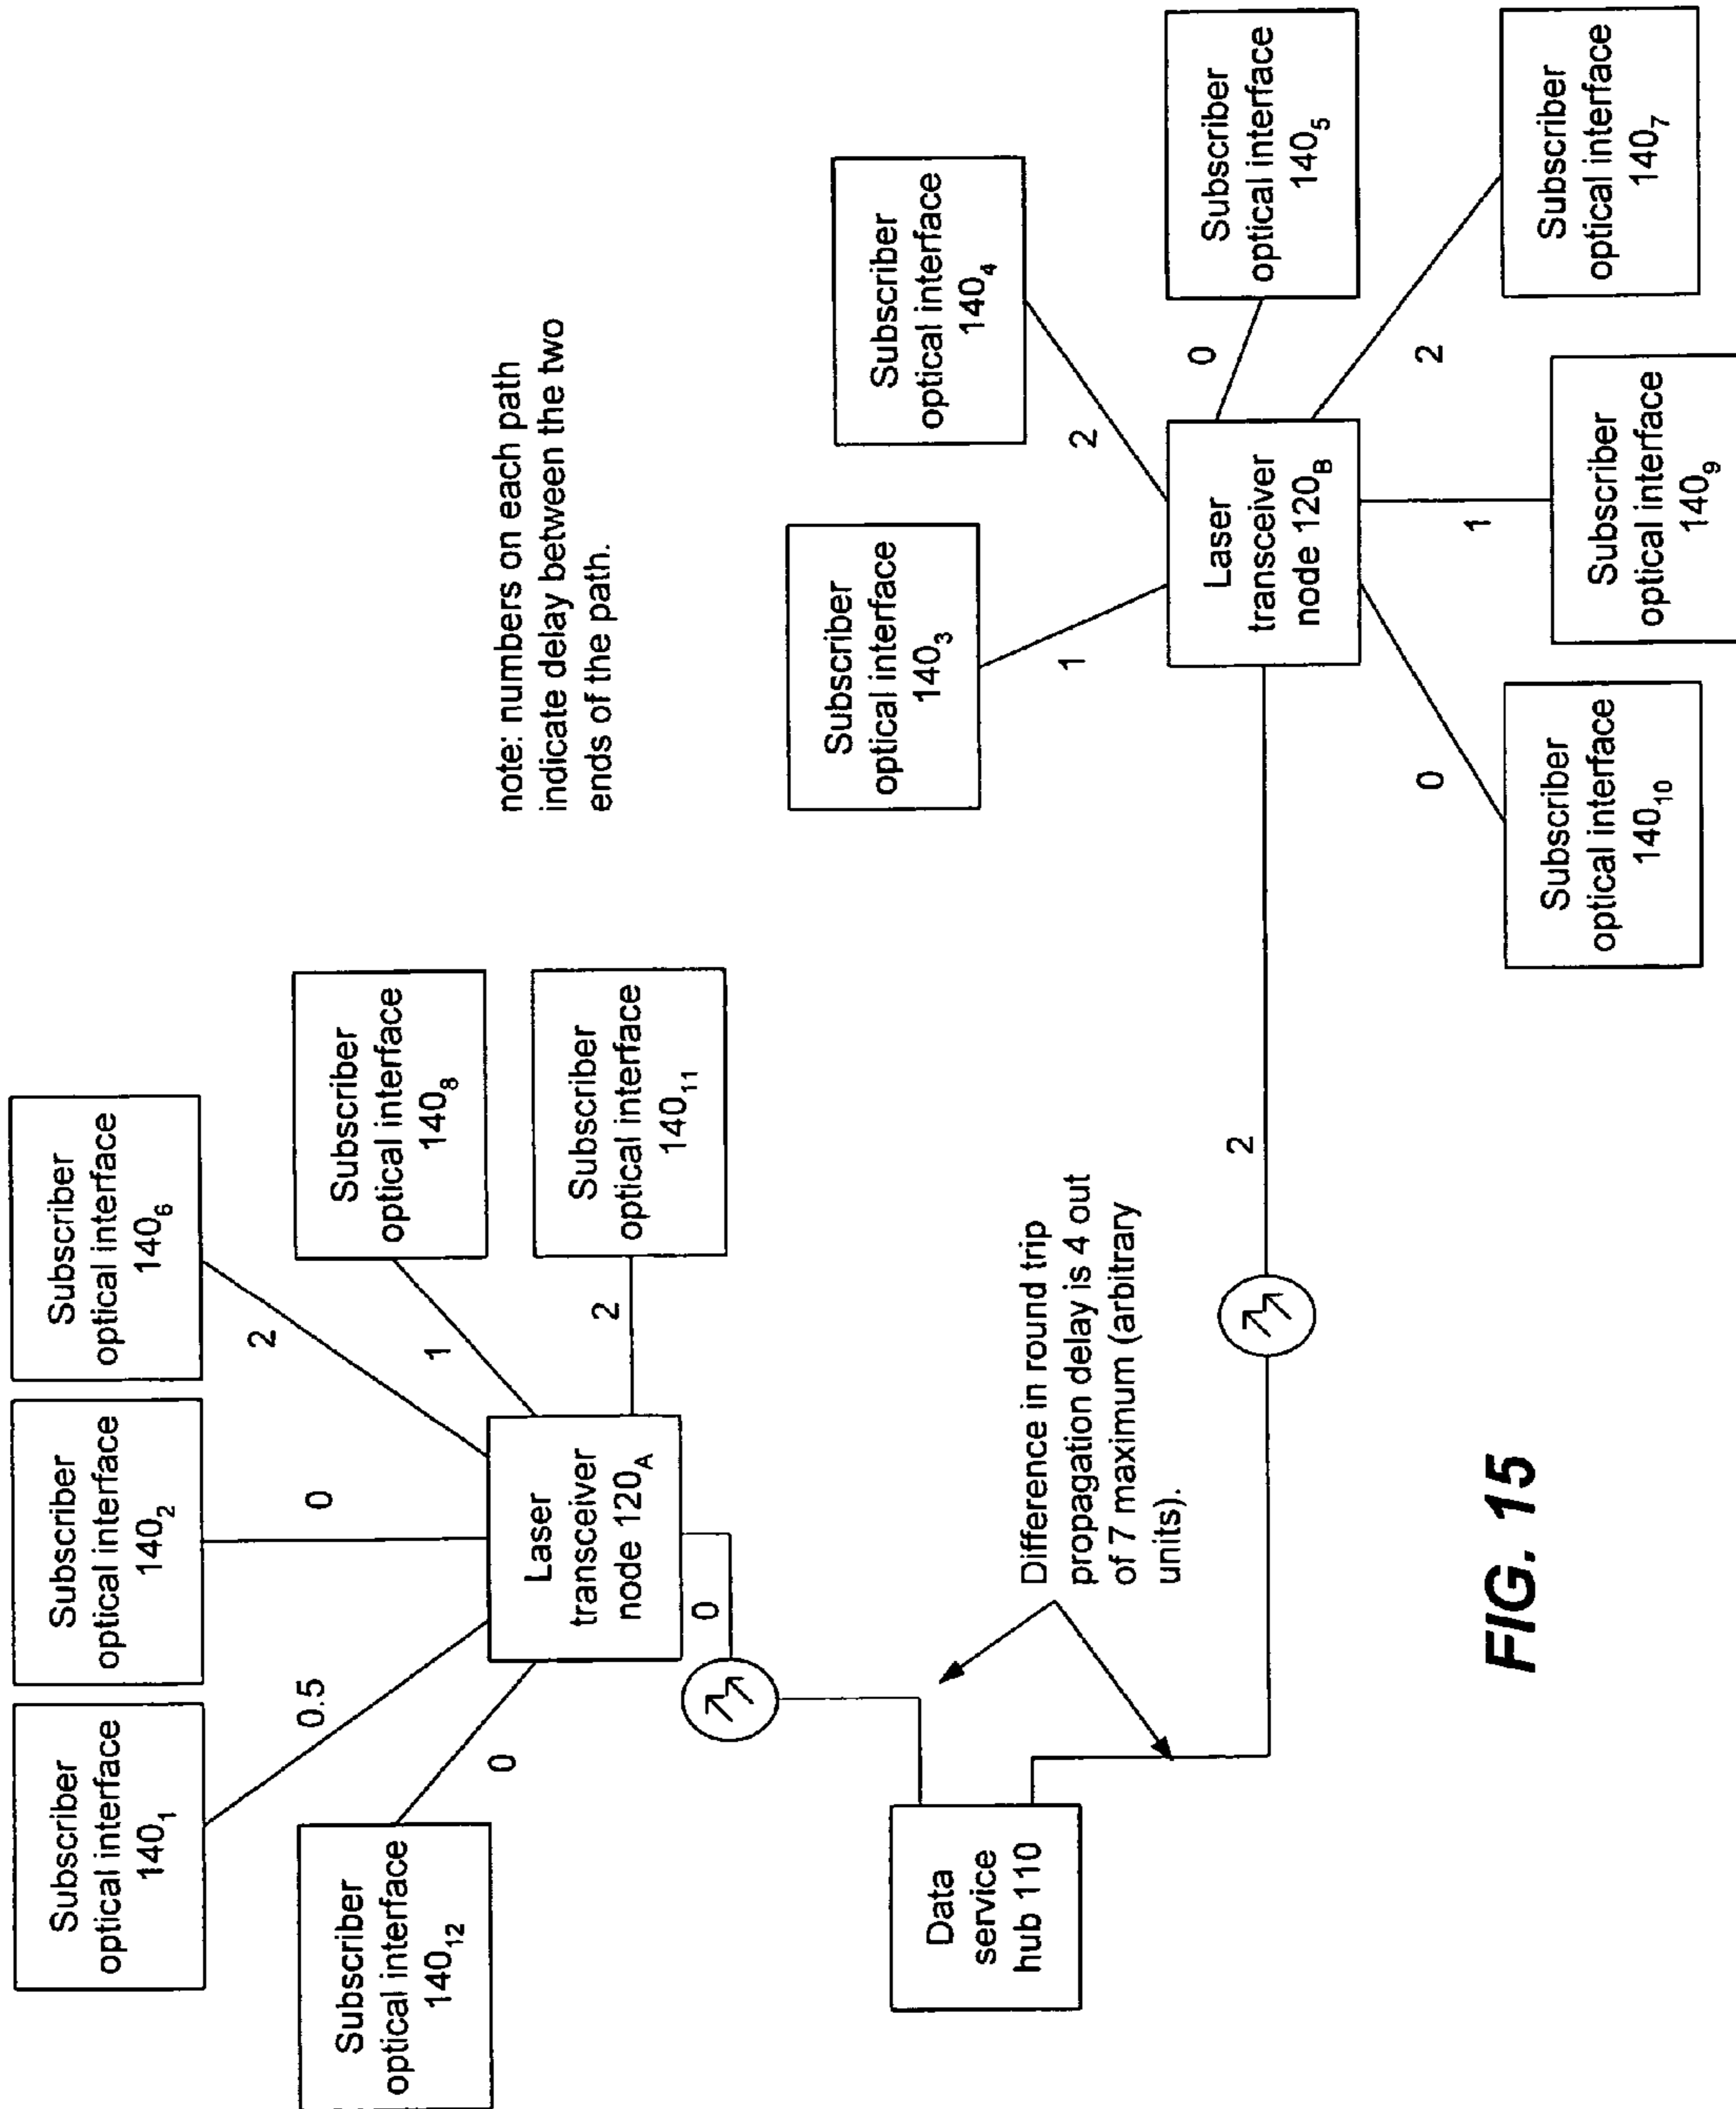 Subscriber
optical interface
140₁
Subscriber
optical interface
140₂
Subscriber
optical interface
140₆
Subscriber
optical interface
140₁₂
Subscriber
optical interface
140₈
Subscriber
optical interface
140₁₁
0.5
0
2
0
1
2
Laser
transceiver
node 120_A
0
note: numbers on each path
indicate delay between the two
ends of the path.
Data
service
hub 110
Difference in round trip
propagation delay is 4 out
of 7 maximum (arbitrary
units).
2
Subscriber
optical interface
140₃
Subscriber
optical interface
140₄
Subscriber
optical interface
140₅
1
2
0
Laser
transceiver
node 120_B
0
1
2
Subscriber
optical interface
140₁₀
Subscriber
optical interface
140₉
Subscriber
optical interface
140₇
FIG. 15